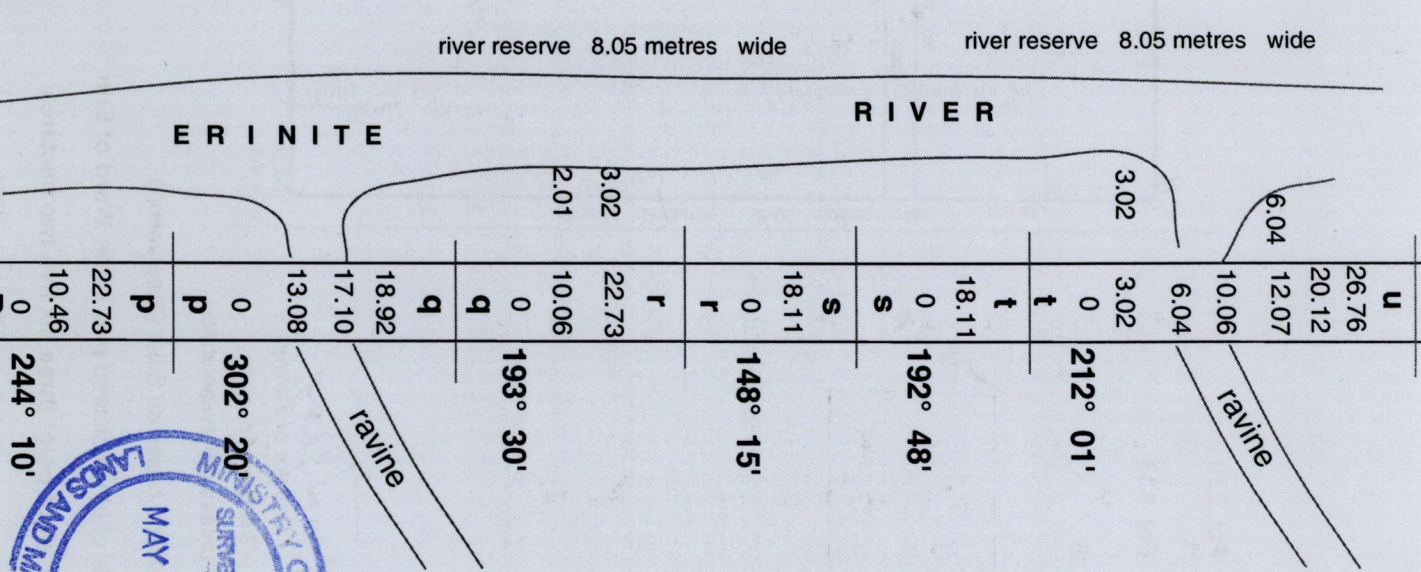 river reserve 8.05 metres wide
river reserve 8.05 metres wide
ERINITE
RIVER
2.01
3.02
3.02
6.04
0
10.46
22.73
p
p
0
13.08
17.10
18.92
q
q
0
10.06
22.73
r
r
0
18.11
s
s
0
18.11
t
t
0
3.02
6.04
10.06
12.07
20.12
26.76
u
244° 10'
302° 20'
193° 30'
148° 15'
192° 48'
212° 01'
ravine
ravine
LANDS AND M
MINISTRY O
SURVE
MAY